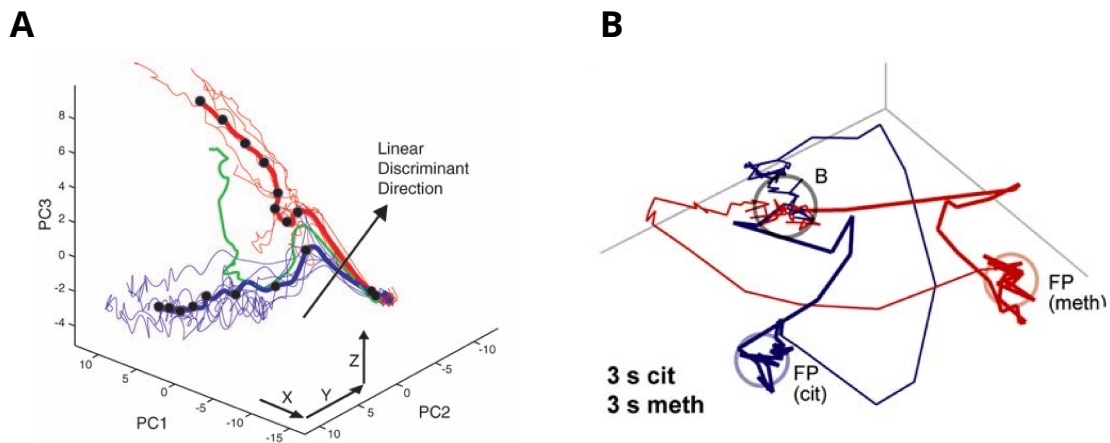 A
B
8
6
4
2
0
-2
-4
PC3
Linear
Discriminant
Direction
Z
X
Y
10
5
0
-5
-10
-15
PC1
10
5
0
-5
-10
PC2
B
FP
(meth)
FP
(cit)
3 s cit
3 s meth